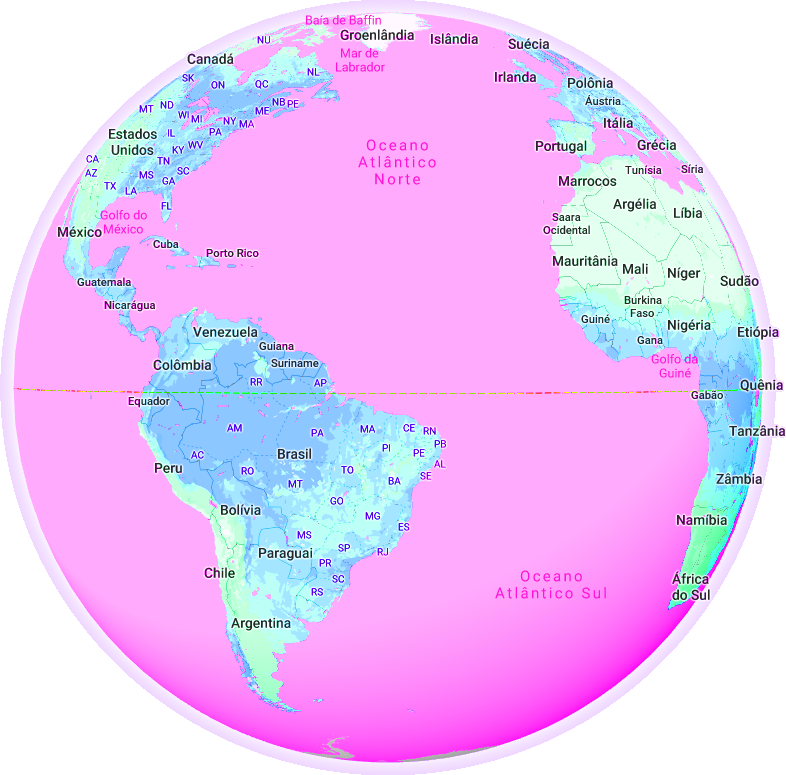 Baía de Baffin
Groenlândia
Islândia
NU
Suécia
Canadá
Mar de
Labrador
NL
Irlanda
SK
ON
QC
Polônia
Áustria
MT
ND
WI
MI
NB
PE
ME
NY
MA
Itália
Estados
Unidos
IL
PA
KY
WV
Oceano
Atlântico
Norte
Portugal
Grécia
CA
AZ
TN
SC
Tunísia
Síria
TX
LA
MS
GA
Marrocos
FL
Argélia
Líbia
Golfo do
México
Saara
Ocidental
México
Cuba
Porto Rico
Mauritânia
Mali
Níger
Sudão
Guatemala
Nicarágua
Burkina
Faso
Guiné
Nigéria
Etiópia
Venezuela
Gana
Guiana
Suriname
Golfo da
Guiné
Colômbia
RR
AP
Quênia
Equador
Gabão
AM
PA
MA
CE
RN
Tanzânia
PB
PI
PE
AL
AC
Brasil
Peru
RO
TO
SE
MT
BA
Zâmbia
GO
Bolívia
MG
Namíbia
ES
MS
SP
RJ
Paraguai
PR
Chile
SC
Oceano
Atlântico Sul
África
do Sul
RS
Argentina